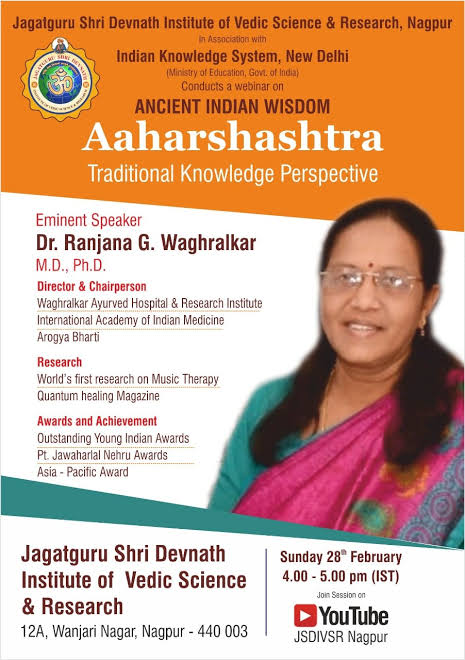 Jagatguru Shri Devnath Institute of Vedic Science & Research, Nagpur
In Association with
Indian Knowledge System, New Delhi
(Ministry of Education, Govt. of India)
Conducts a webinar on
ANCIENT INDIAN WISDOM
Aaharshashtra
Traditional Knowledge Perspective
JAGATGURU SHRI DEVNATH
ॐ
Eminent Speaker
Dr. Ranjana G. Waghralkar
M.D., Ph.D.
Director & Chairperson
Waghralkar Ayurved Hospital & Research Institute
International Academy of Indian Medicine
Arogya Bharti
Research
World's first research on Music Therapy
Quantum healing Magazine
Awards and Achievement
Outstanding Young Indian Awards
Pt. Jawaharlal Nehru Awards
Asia - Pacific Award
Jagatguru Shri Devnath
Institute of Vedic Science
& Research
12A, Wanjari Nagar, Nagpur - 440 003
Sunday 28th February
4.00 - 5.00 pm (IST)
Join Session on
YouTube
JSDIVSR Nagpur